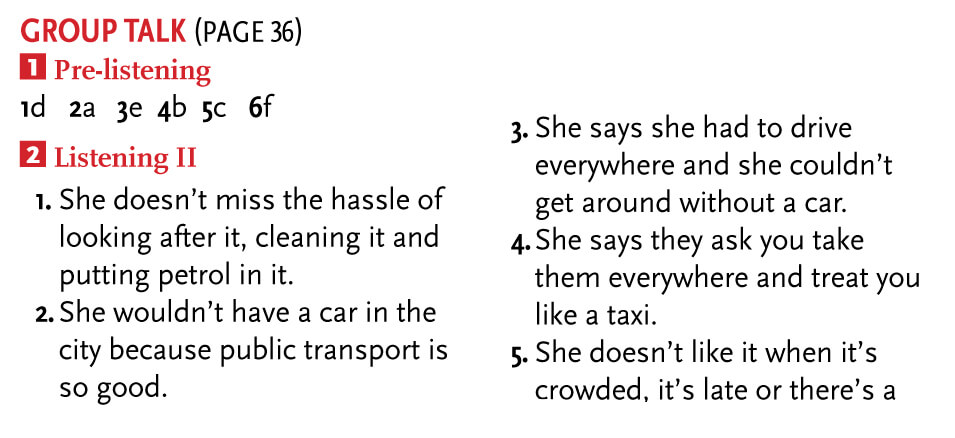 GROUP TALK (PAGE 36)
1 Pre-listening
1d 2a 3e 4b 5c 6f
2 Listening II
1. She doesn't miss the hassle of
looking after it, cleaning it and
putting petrol in it.
2. She wouldn't have a car in the
city because public transport is
so good.
3. She says she had to drive
everywhere and she couldn't
get around without a car.
4. She says they ask you take
them everywhere and treat you
like a taxi.
5. She doesn't like it when it's
crowded, it's late or there's a